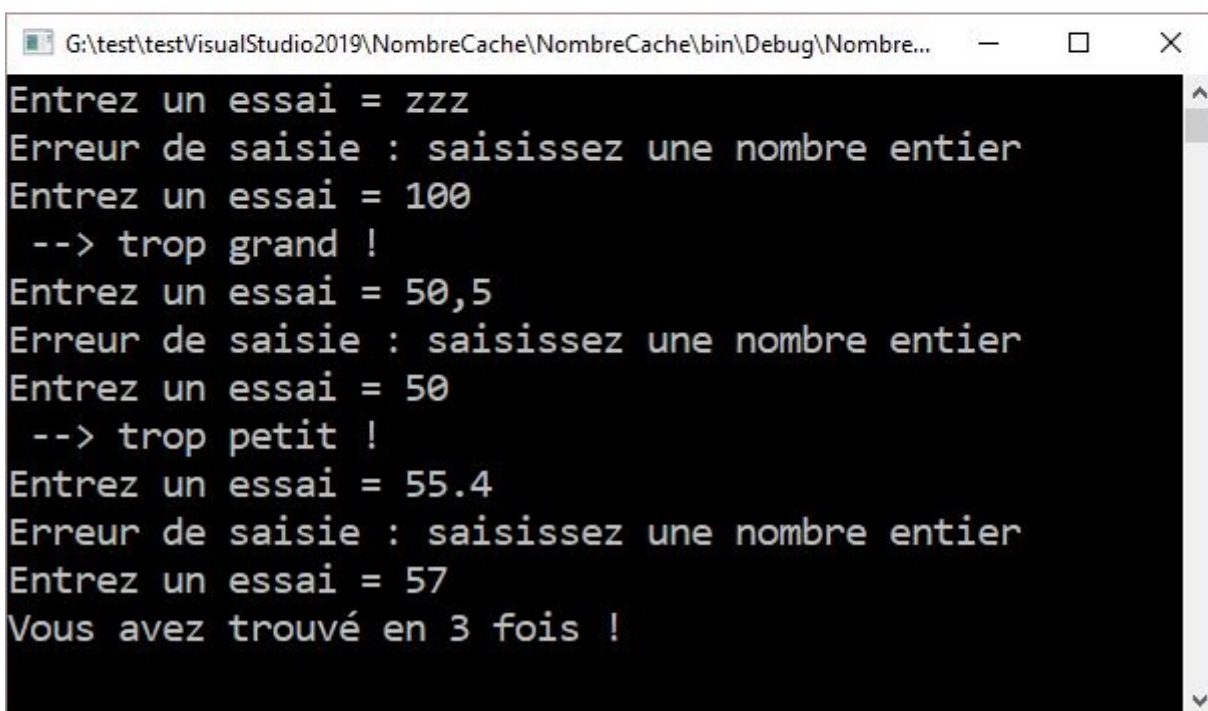 G:\test\testVisualStudio2019\NombreCache\NombreCache\bin\Debug\Nombre...
Entrez un essai = zzz
Erreur de saisie : saisissez une nombre entier
Entrez un essai = 100
 --> trop grand !
Entrez un essai = 50,5
Erreur de saisie : saisissez une nombre entier
Entrez un essai = 50
 --> trop petit !
Entrez un essai = 55.4
Erreur de saisie : saisissez une nombre entier
Entrez un essai = 57
Vous avez trouvé en 3 fois !